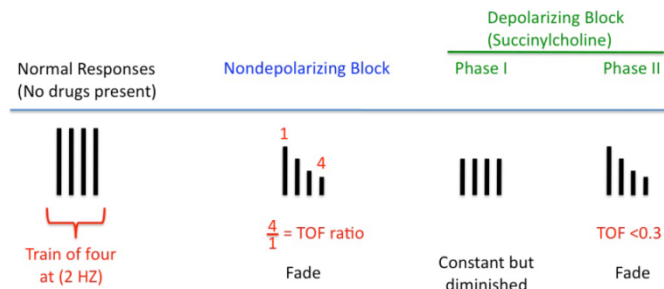 Depolarizing Block
(Succinylcholine)
Normal Responses
(No drugs present)
Nondepolarizing Block
Phase I
Phase II
1
4
4
1
= TOF ratio
TOF <0.3
Train of four
at (2 HZ)
Fade
Constant but
diminished
Fade